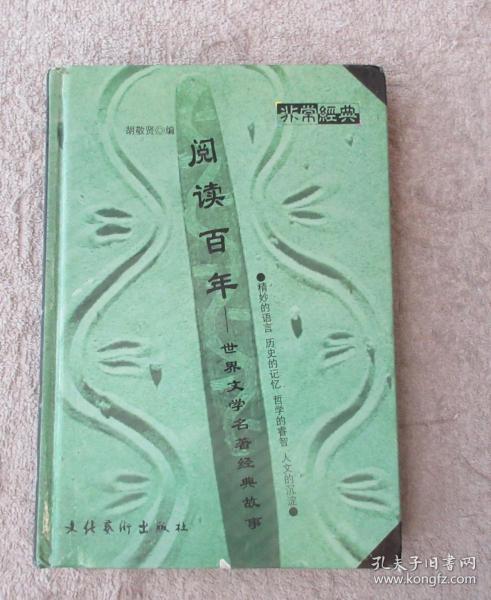 非常經典
胡敬贤◎编
阅读百年
—世界文学名著经典故事
●精妙的语言 历史的记忆 哲学的睿智 人文的沉淀●
文化藝術出版社
孔夫子旧书网
www.kongfz.com